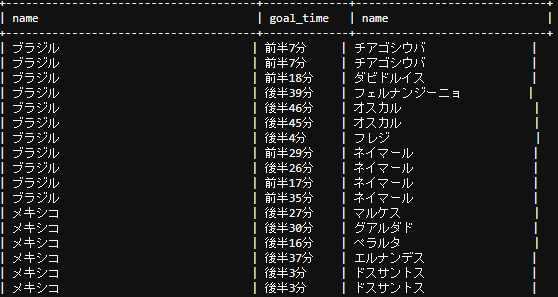 | name | goal_time | name |
| ブラジル | 前半7分 | チアゴシウバ |
| ブラジル | 前半7分 | チアゴシウバ |
| ブラジル | 前半18分 | ダビドルイス |
| ブラジル | 後半39分 | フェルナンジーニョ |
| ブラジル | 後半46分 | オスカル |
| ブラジル | 後半45分 | オスカル |
| ブラジル | 後半4分 | フレジ |
| ブラジル | 前半29分 | ネイマール |
| ブラジル | 後半26分 | ネイマール |
| ブラジル | 前半17分 | ネイマール |
| ブラジル | 前半35分 | ネイマール |
| メキシコ | 後半27分 | マルケス |
| メキシコ | 後半30分 | グアルダド |
| メキシコ | 後半16分 | ペラルタ |
| メキシコ | 後半37分 | エルナンデス |
| メキシコ | 後半3分 | ドスサントス |
| メキシコ | 後半3分 | ドスサントス |